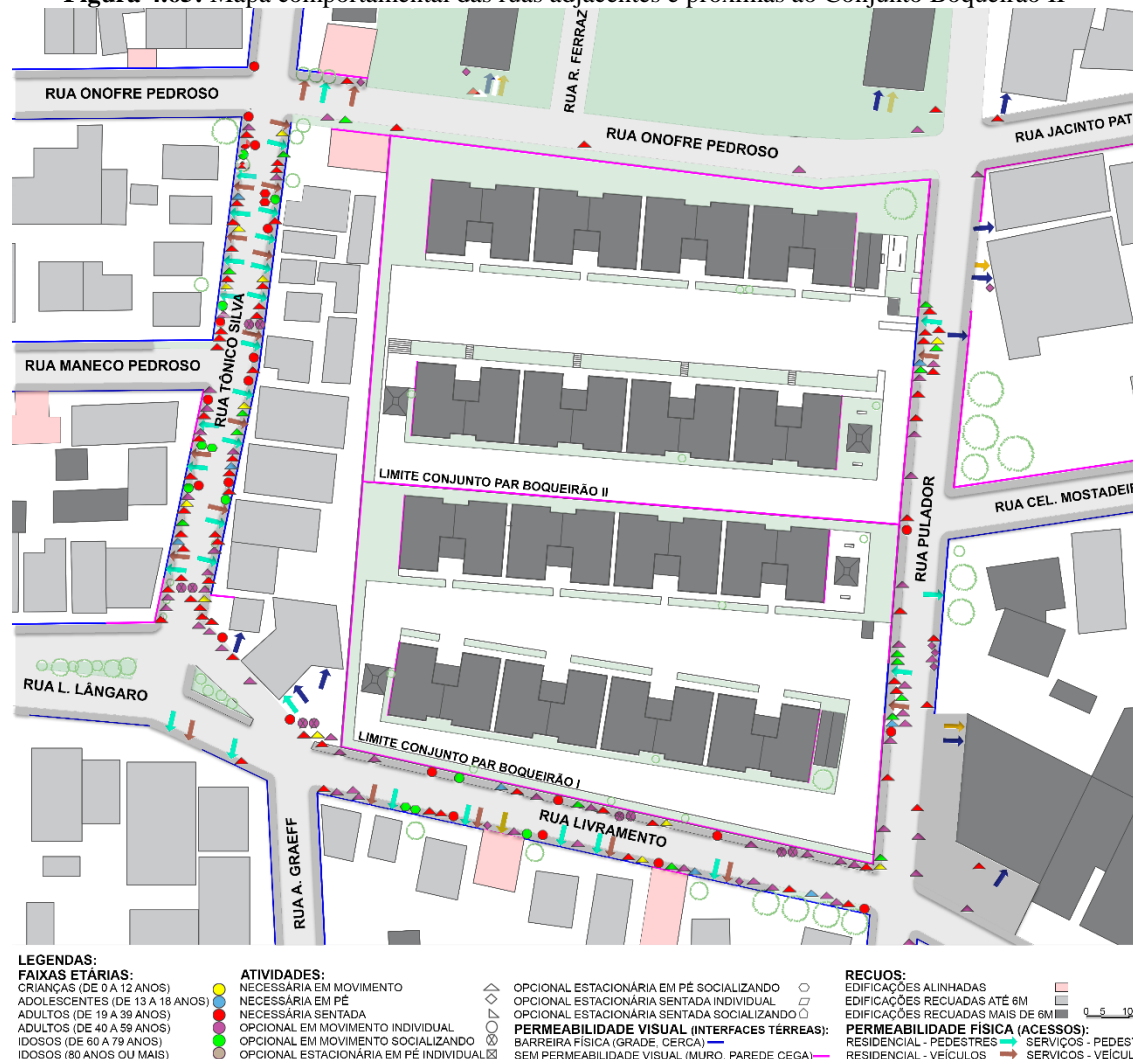 Figura 4.65: Mapa comportamental das ruas adjacentes e próximas ao Conjunto Boqueirão II
RUA ONOFRE PEDROSO
RUA R. FERRAZ
RUA ONOFRE PEDROSO
RUA JACINTO PAT
RUA TÔNICO SILVA
RUA MANECO PEDROSO
LIMITE CONJUNTO PAR BOQUEIRÃO II
RUA CEL. MOSTADEI
RUA PULADOR
RUA L. LÂNGARO
LIMITE CONJUNTO PAR BOQUEIRÃO I
RUA LIVRAMENTO
RUA A. GRAEFF
LEGENDAS:
FAIXAS ETÁRIAS:
CRIANÇAS (DE 0 A 12 ANOS)
ADOLESCENTES (DE 13 A 18 ANOS)
ADULTOS (DE 19 A 39 ANOS)
ADULTOS (DE 40 A 59 ANOS)
IDOSOS (DE 60 A 79 ANOS)
IDOSOS (80 ANOS OU MAIS)
ATIVIDADES:
NECESSÁRIA EM MOVIMENTO
NECESSÁRIA EM PÉ
NECESSÁRIA SENTADA
OPCIONAL EM MOVIMENTO INDIVIDUAL
OPCIONAL EM MOVIMENTO SOCIALIZANDO
OPCIONAL ESTACIONÁRIA EM PÉ INDIVIDUAL
OPCIONAL ESTACIONÁRIA EM PÉ SOCIALIZANDO
OPCIONAL ESTACIONÁRIA SENTADA INDIVIDUAL
OPCIONAL ESTACIONÁRIA SENTADA SOCIALIZANDO
PERMEABILIDADE VISUAL (INTERFACES TÉRREAS):
BARREIRA FÍSICA (GRADE, CERCA)
SEM PERMEABILIDADE VISUAL (MURO, PAREDE CEGA)
RECUOS:
EDIFICAÇÕES ALINHADAS
EDIFICAÇÕES RECUADAS ATÉ 6M
EDIFICAÇÕES RECUADAS MAIS DE 6M
0 5 10
PERMEABILIDADE FÍSICA (ACESSOS):
RESIDENCIAL - PEDESTRES
SERVIÇOS - PEDEST
RESIDENCIAL - VEÍCULOS
SERVIÇOS - VEÍCUL